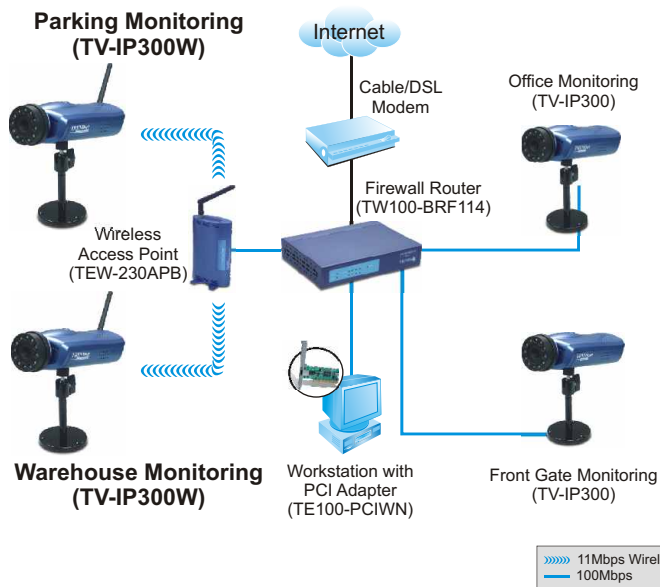 Parking Monitoring
(TV-IP300W)
Internet
Cable/DSL
Modem
Office Monitoring
(TV-IP300)
Firewall Router
(TW100-BRF114)
Wireless
Access Point
(TEW-230APB)
Warehouse Monitoring
(TV-IP300W)
Workstation with
PCI Adapter
(TE100-PCIWN)
Front Gate Monitoring
(TV-IP300)
11Mbps Wirel
100Mbps